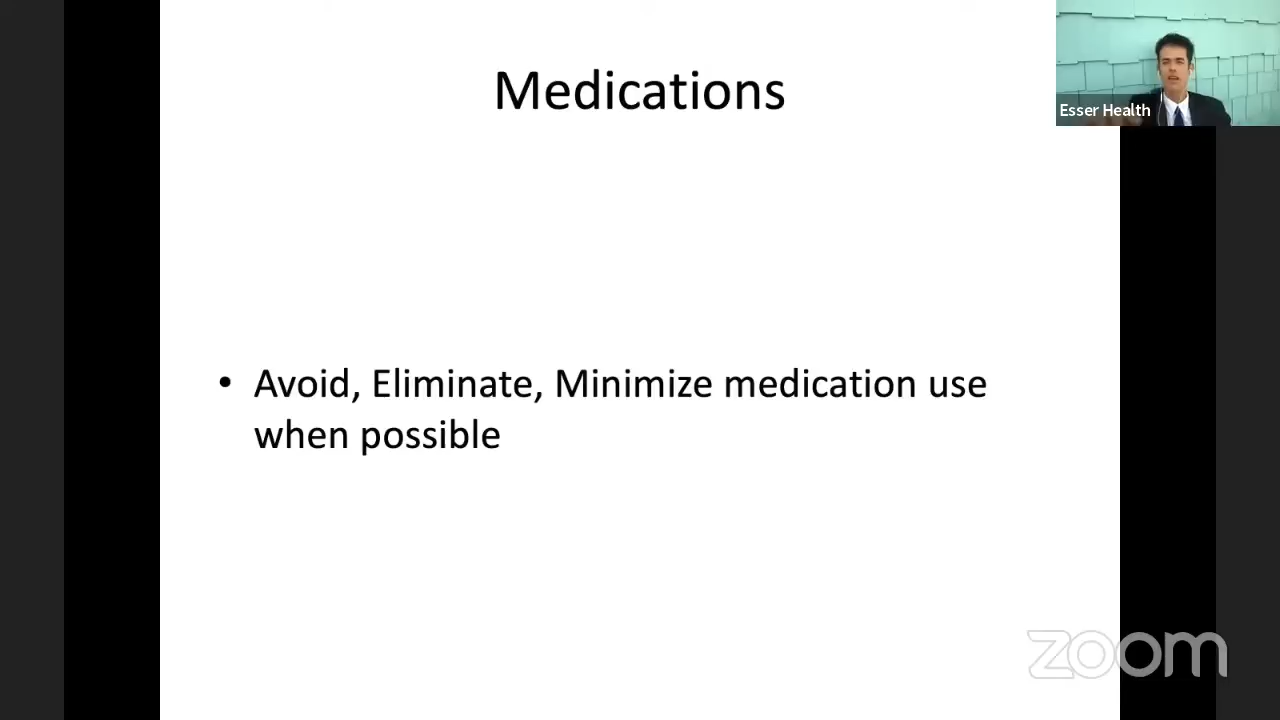 Medications
Esser Health
• Avoid, Eliminate, Minimize medication use
when possible
zoom